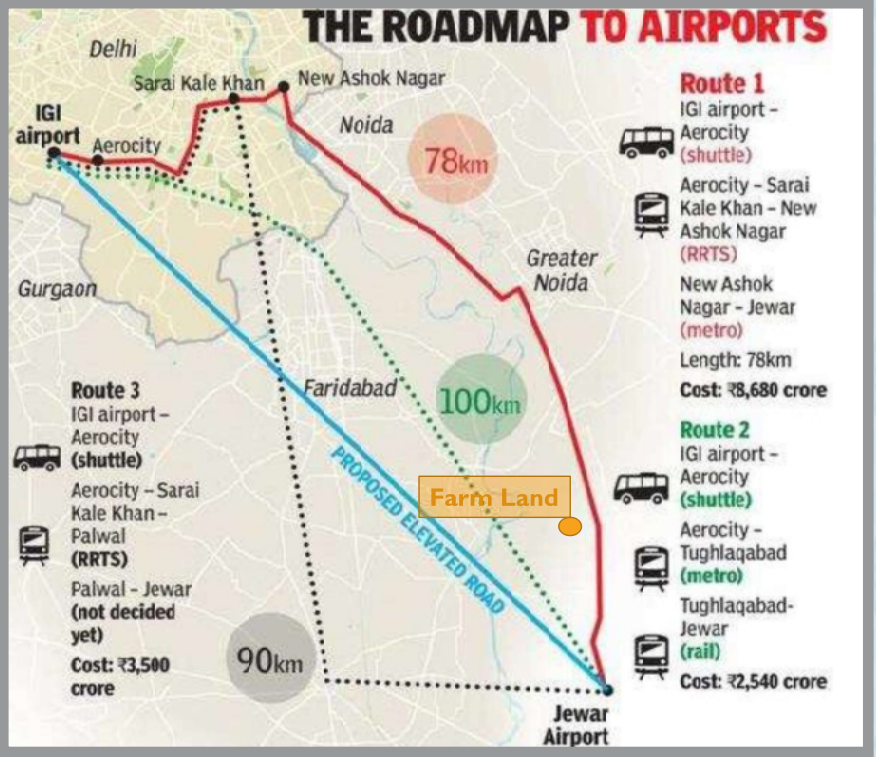 THE ROADMAP TO AIRPORTS
Delhi
Sarai Kale Khan
New Ashok Nagar
IGI
airport
Aerocity
Noida
78km
Gurgaon
Greater
Noida
Faridabad
100km
PROPOSED ELEVATED ROAD
Farm Land
90km
Jewar
Airport
Route 1
IGI airport –
Aerocity
(shuttle)
Aerocity – Sarai
Kale Khan – New
Ashok Nagar
(RRTS)
New Ashok
Nagar – Jewar
(metro)
Length: 78km
Cost: ₹8,680 crore
Route 2
IGI airport –
Aerocity
(shuttle)
Aerocity –
Tughlaqabad
(metro)
Tughlaqabad-
Jewar
(rail)
Cost: ₹2,540 crore
Route 3
IGI airport –
Aerocity
(shuttle)
Aerocity – Sarai
Kale Khan –
Palwal
(RRTS)
Palwal – Jewar
(not decided
yet)
Cost: ₹3,500
crore